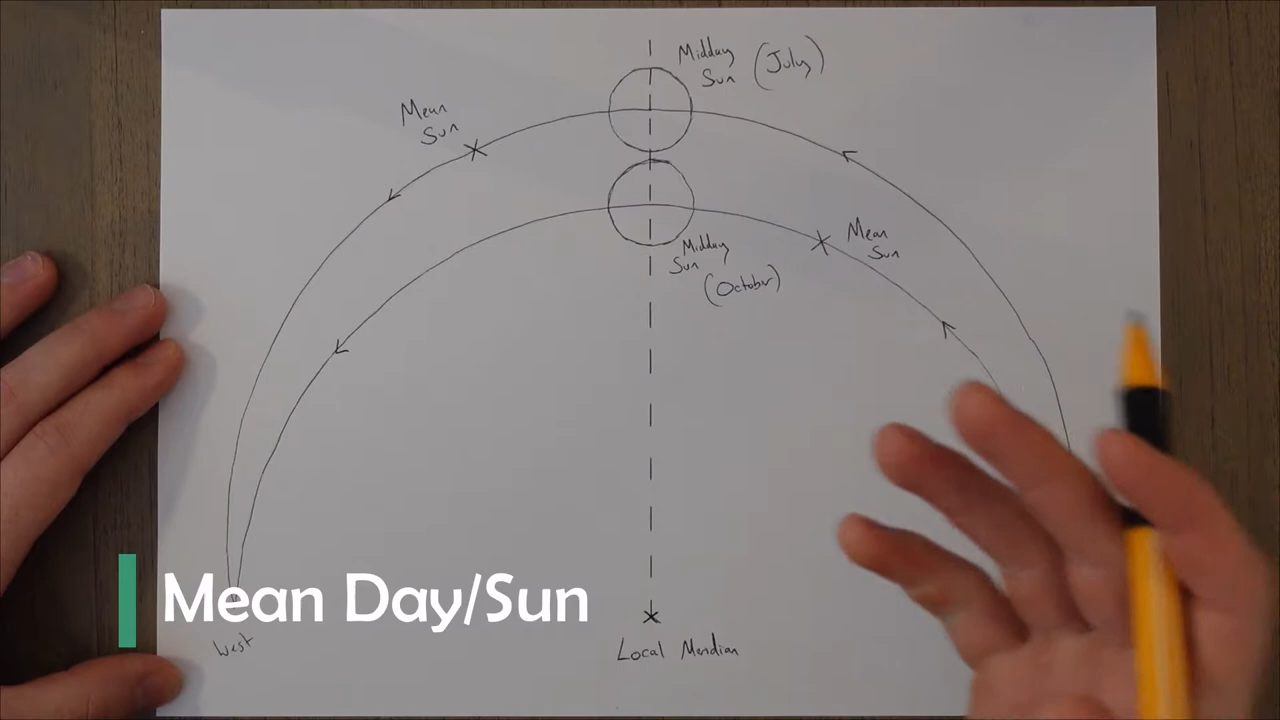 Midday
Sun (July)
Mean
Sun
Mean
Sun
Midday
Sun
(October)
Mean Day/Sun
West
Local Meridian